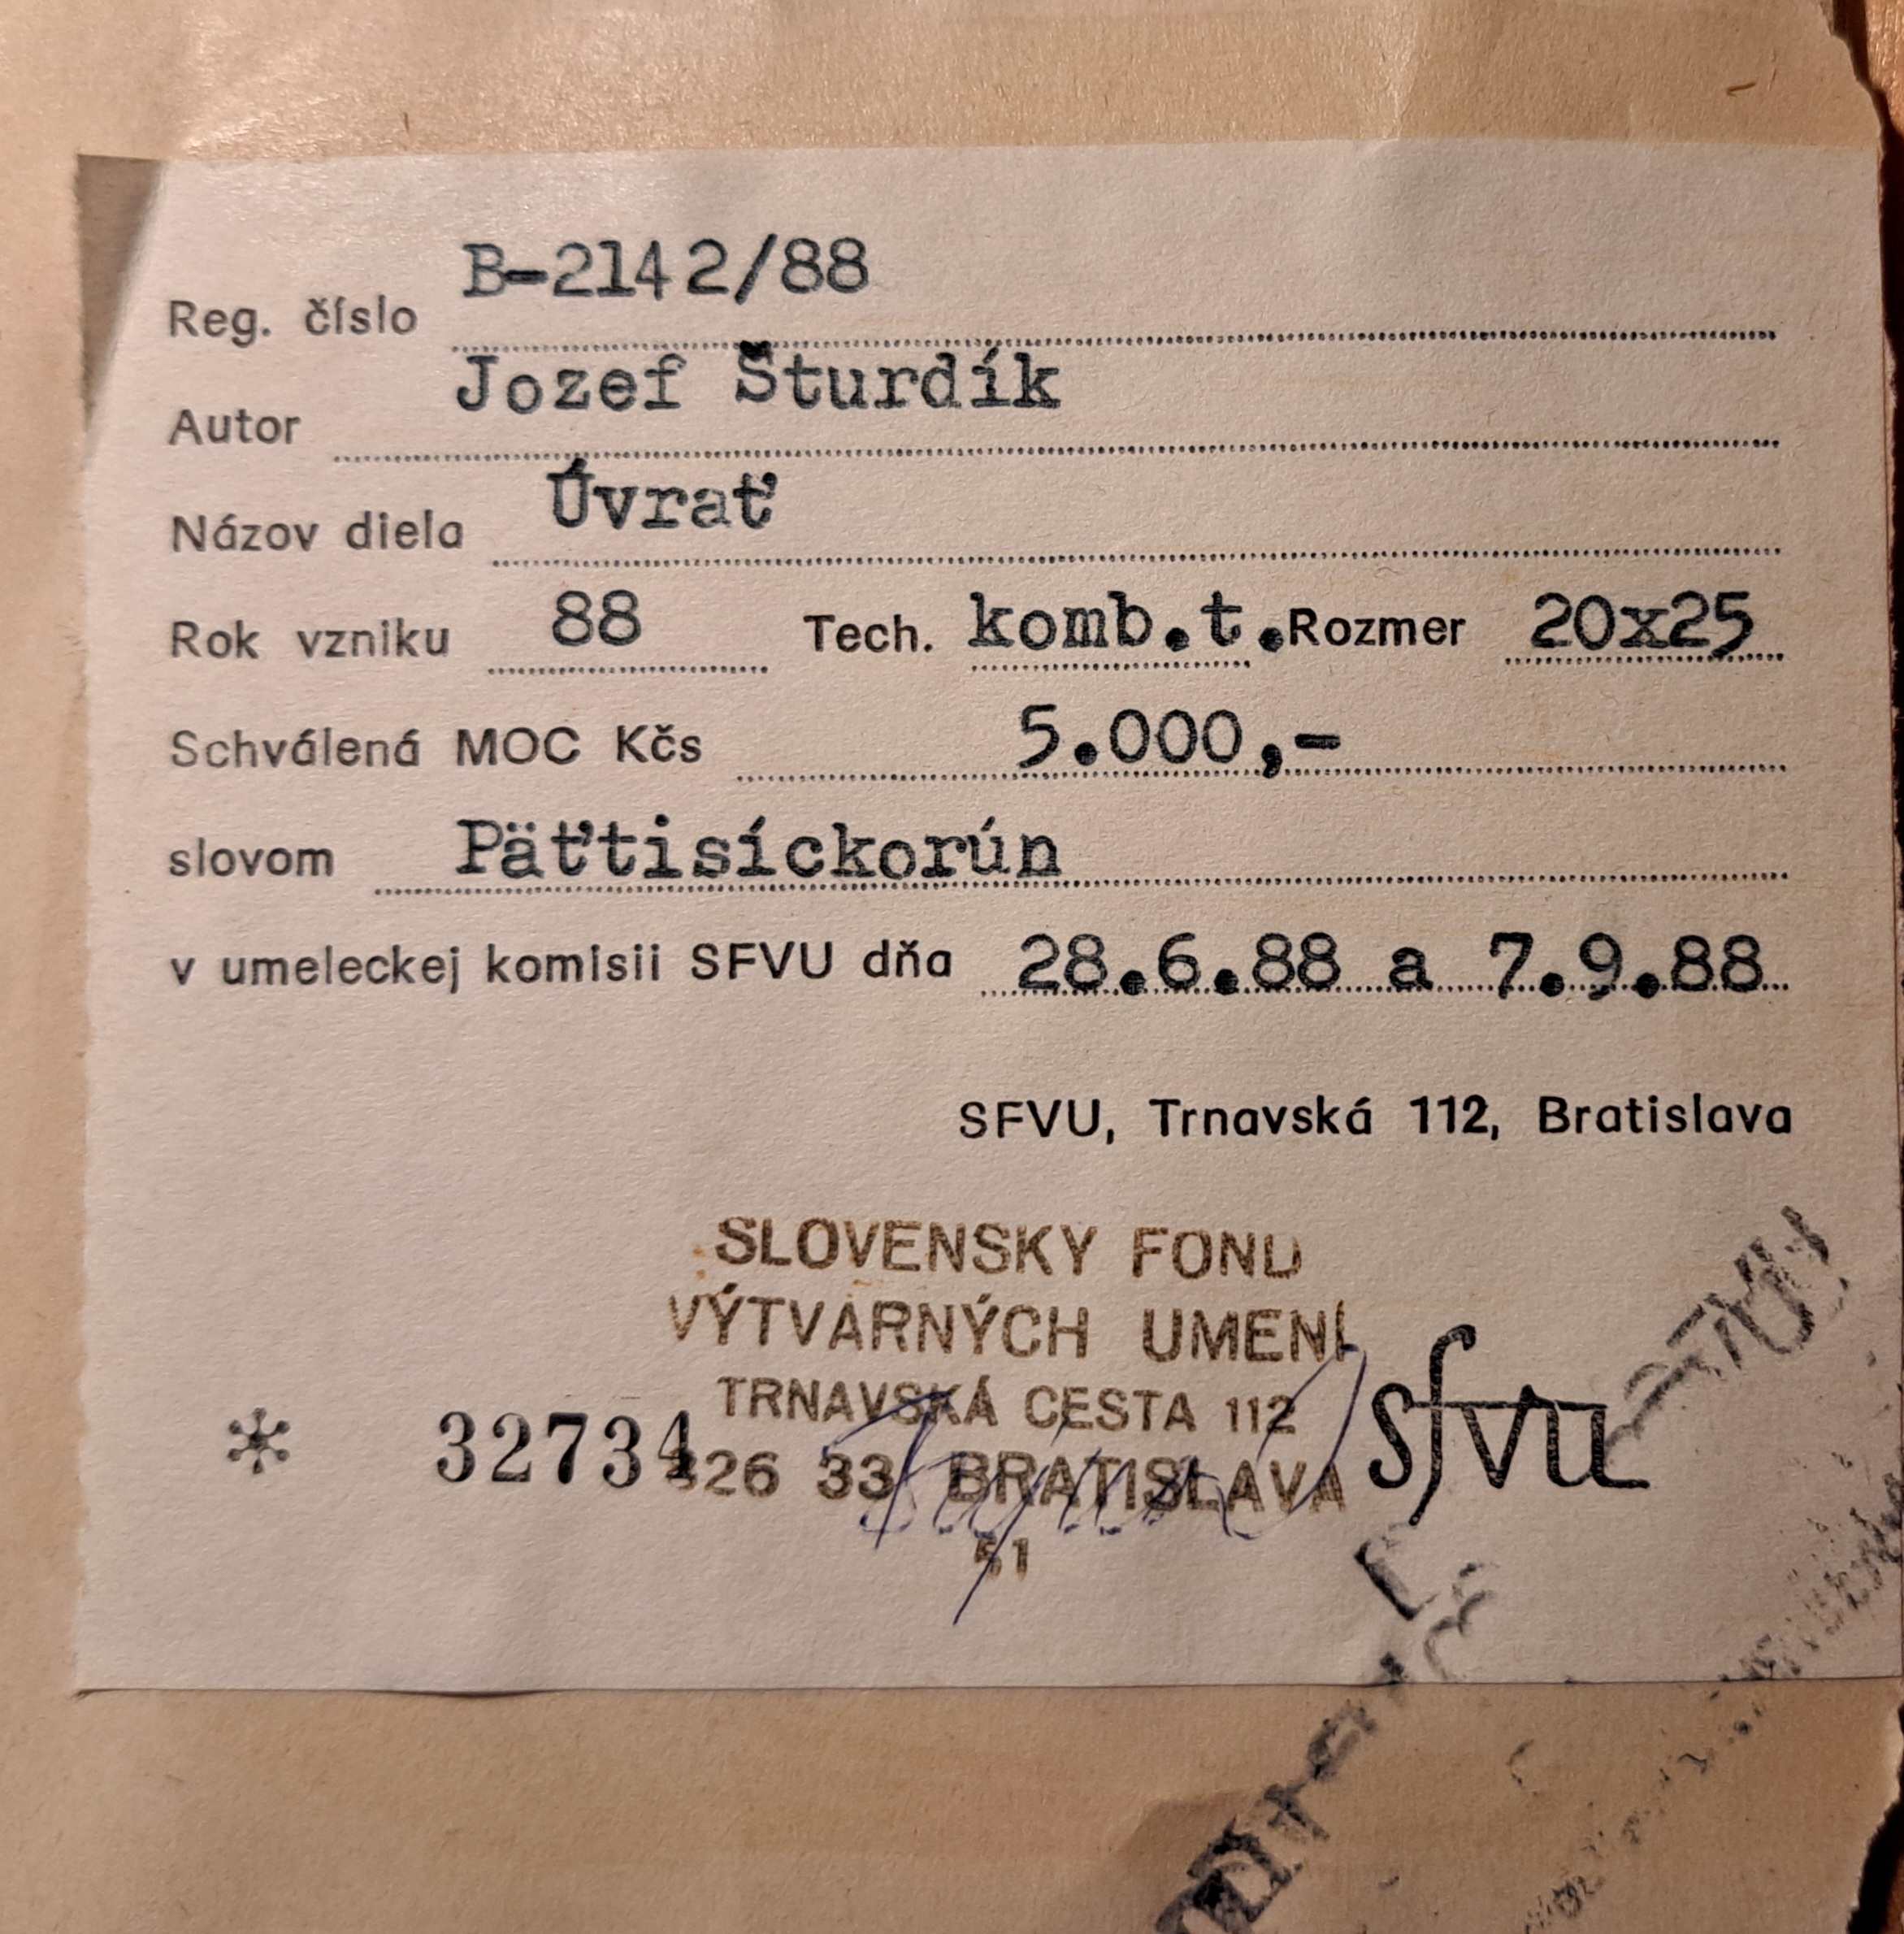 Reg. číslo B-2142/88
Autor Jozef Šturdík
Názov diela Úvrať
Rok vzniku 88 Tech. komb.t. Rozmer 20x25
Schválená MOC Kčs 5.000,-
slovom Päťtisíckorún
v umeleckej komisii SFVU dňa 28.6.88 a 7.9.88
SFVU, Trnavská 112, Bratislava
SLOVENSKÝ FOND
VÝTVARNÝCH UMENÍ
TRNAVSKÁ CESTA 112
826 33 BRATISLAVA
51
* 32734
sfvu